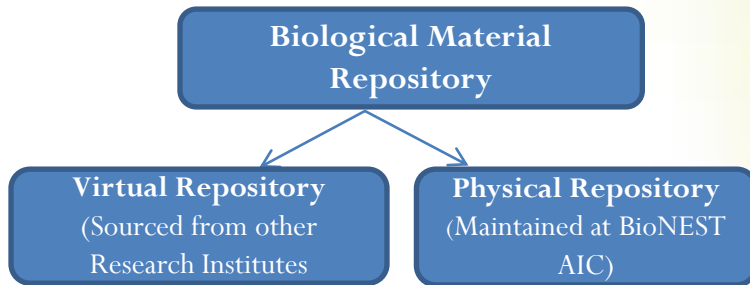 Biological Material
Repository
Virtual Repository
(Sourced from other
Research Institutes
Physical Repository
(Maintained at BioNEST
AIC)